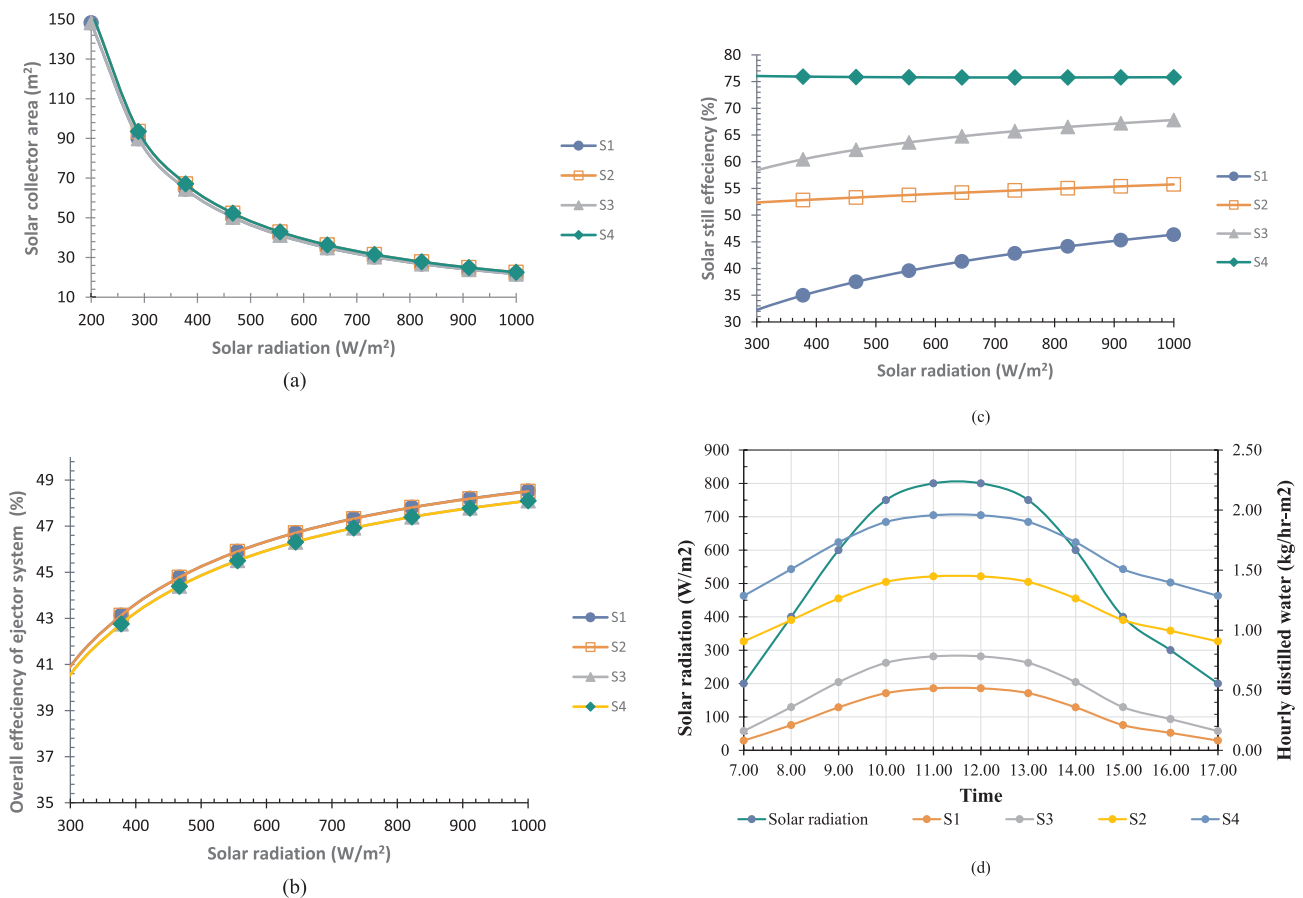 150
130
110
90
70
50
30
10
Solar collector area (m²)
200 300 400 500 600 700 800 900 1000
Solar radiation (W/m²)
S1
S2
S3
S4
(a)
80
75
70
65
60
55
50
45
40
35
30
Solar still effeciency (%)
300 400 500 600 700 800 900 1000
Solar radiation (W/m²)
S1
S2
S3
S4
(c)
49
47
45
43
41
39
37
35
Overall effeciency of ejector system (%)
300 400 500 600 700 800 900 1000
Solar radiation (W/m²)
S1
S2
S3
S4
(b)
900
800
700
600
500
400
300
200
100
0
Solar radiation (W/m2)
2.50
2.00
1.50
1.00
0.50
0.00
Hourly distilled water (kg/hr-m2)
7.00 8.00 9.00 10.00 11.00 12.00 13.00 14.00 15.00 16.00 17.00
Time
Solar radiation S1 S3 S2 S4
(d)